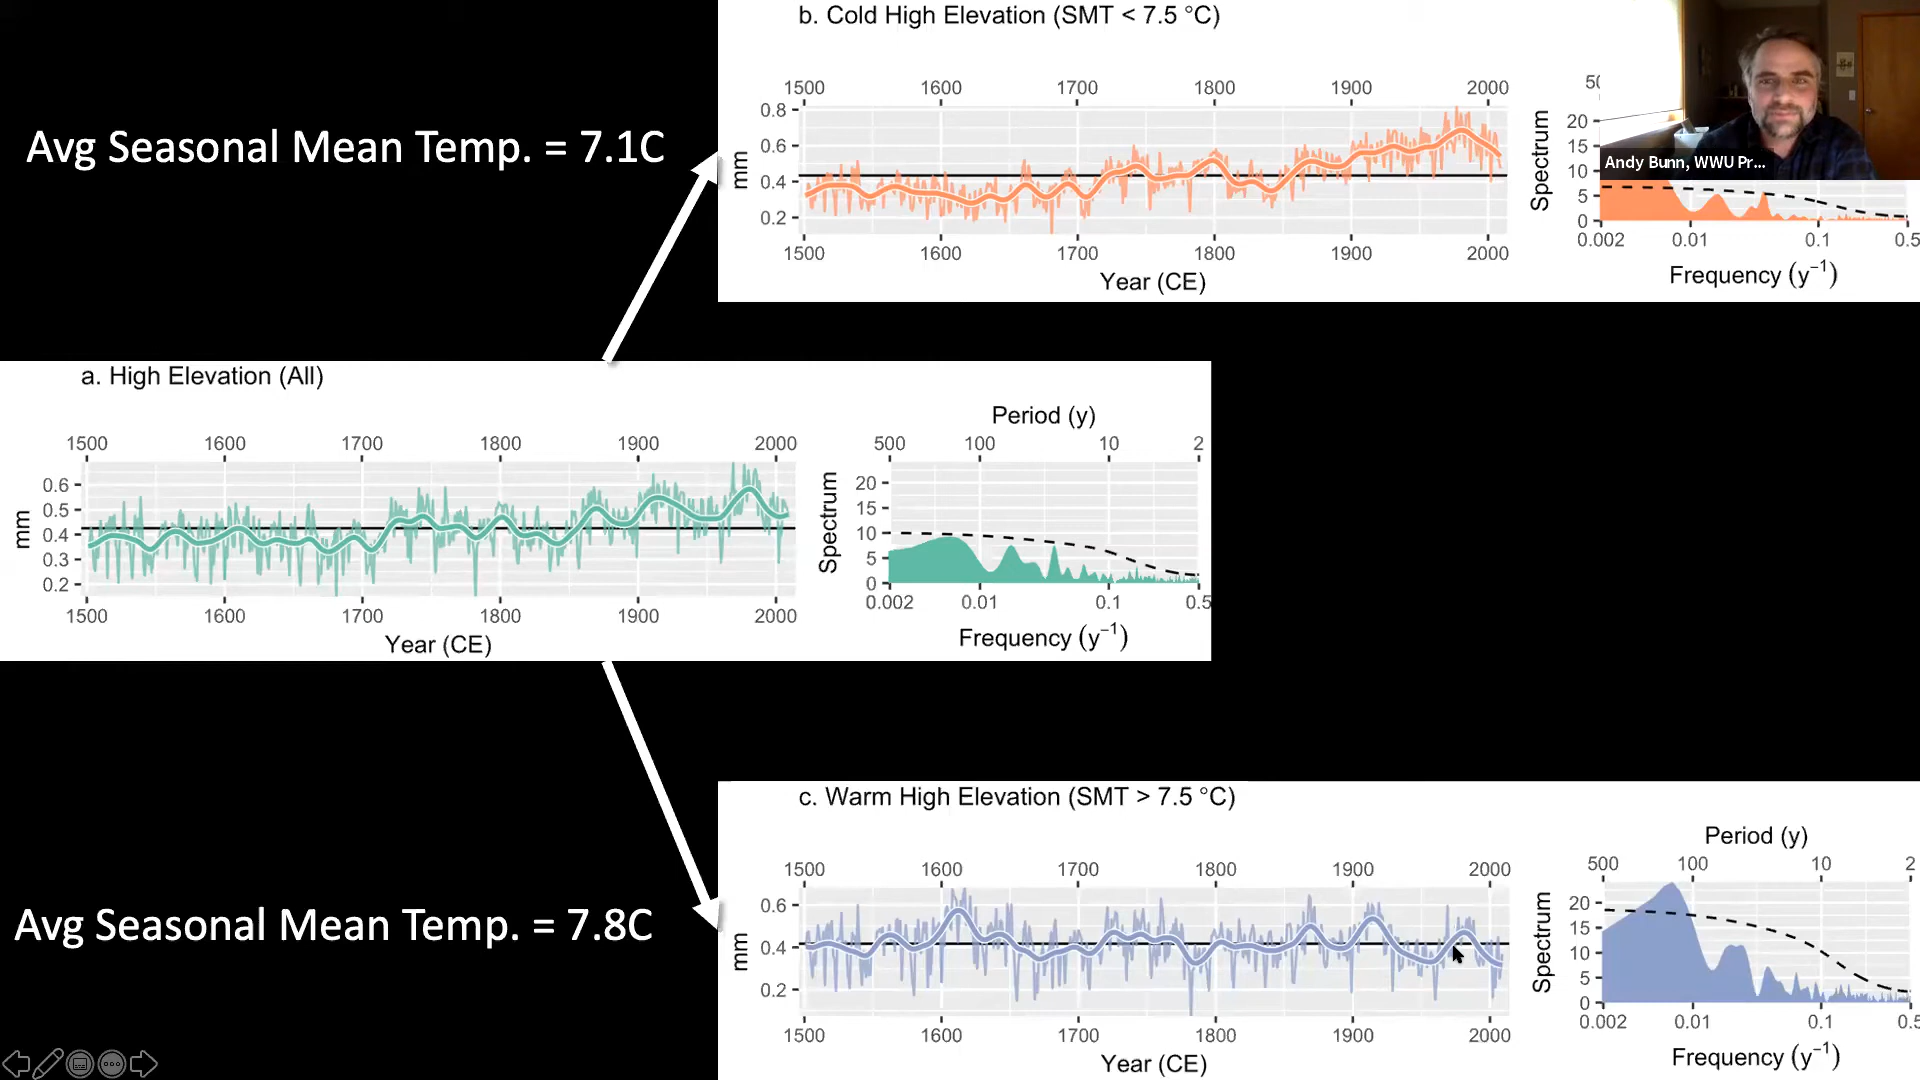 b. Cold High Elevation (SMT < 7.5 °C)
1500 1600 1700 1800 1900 2000
0.8
0.6
0.4
0.2
mm
1500 1600 1700 1800 1900 2000
Year (CE)
Spectrum
20
15
10
5
0
0.002 0.01 0.1 0.5
Frequency (y⁻¹)
Andy Bunn, WWU Pr...
Avg Seasonal Mean Temp. = 7.1C
a. High Elevation (All)
1500 1600 1700 1800 1900 2000
0.6
0.5
0.4
0.3
0.2
mm
1500 1600 1700 1800 1900 2000
Year (CE)
Period (y)
500 100 10 2
Spectrum
20
15
10
5
0
0.002 0.01 0.1 0.5
Frequency (y⁻¹)
c. Warm High Elevation (SMT > 7.5 °C)
1500 1600 1700 1800 1900 2000
0.6
0.4
0.2
mm
1500 1600 1700 1800 1900 2000
Year (CE)
Period (y)
500 100 10 2
Spectrum
20
15
10
5
0
0.002 0.01 0.1 0.5
Frequency (y⁻¹)
Avg Seasonal Mean Temp. = 7.8C